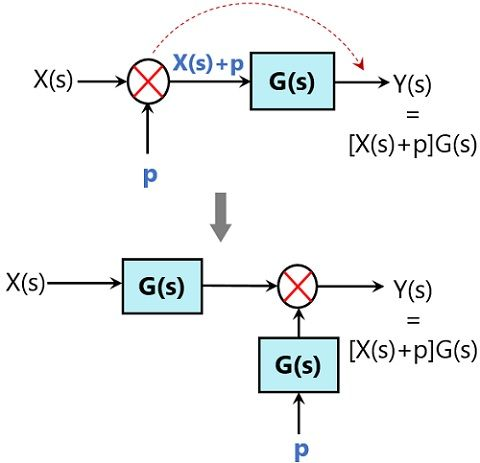 X(s)
X(s)+p
G(s)
Y(s)
=
[X(s)+p]G(s)
p
X(s)
G(s)
Y(s)
=
[X(s)+p]G(s)
G(s)
p